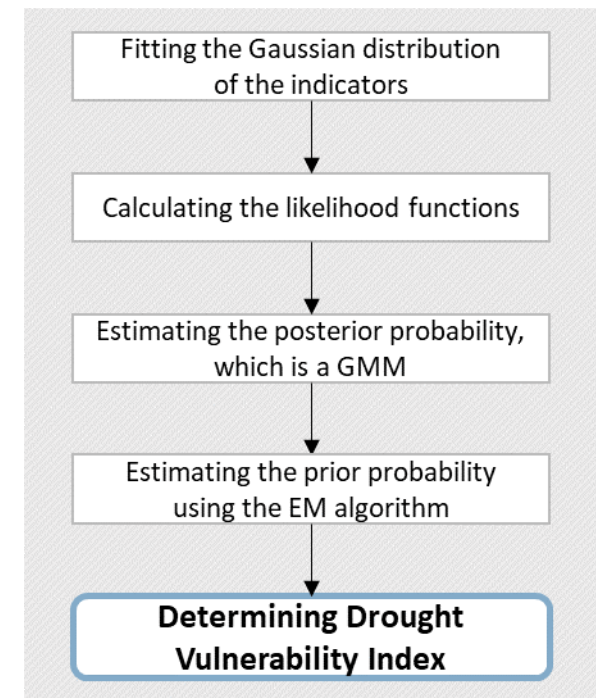 Fitting the Gaussian distribution
of the indicators
Calculating the likelihood functions
Estimating the posterior probability,
which is a GMM
Estimating the prior probability
using the EM algorithm
Determining Drought
Vulnerability Index